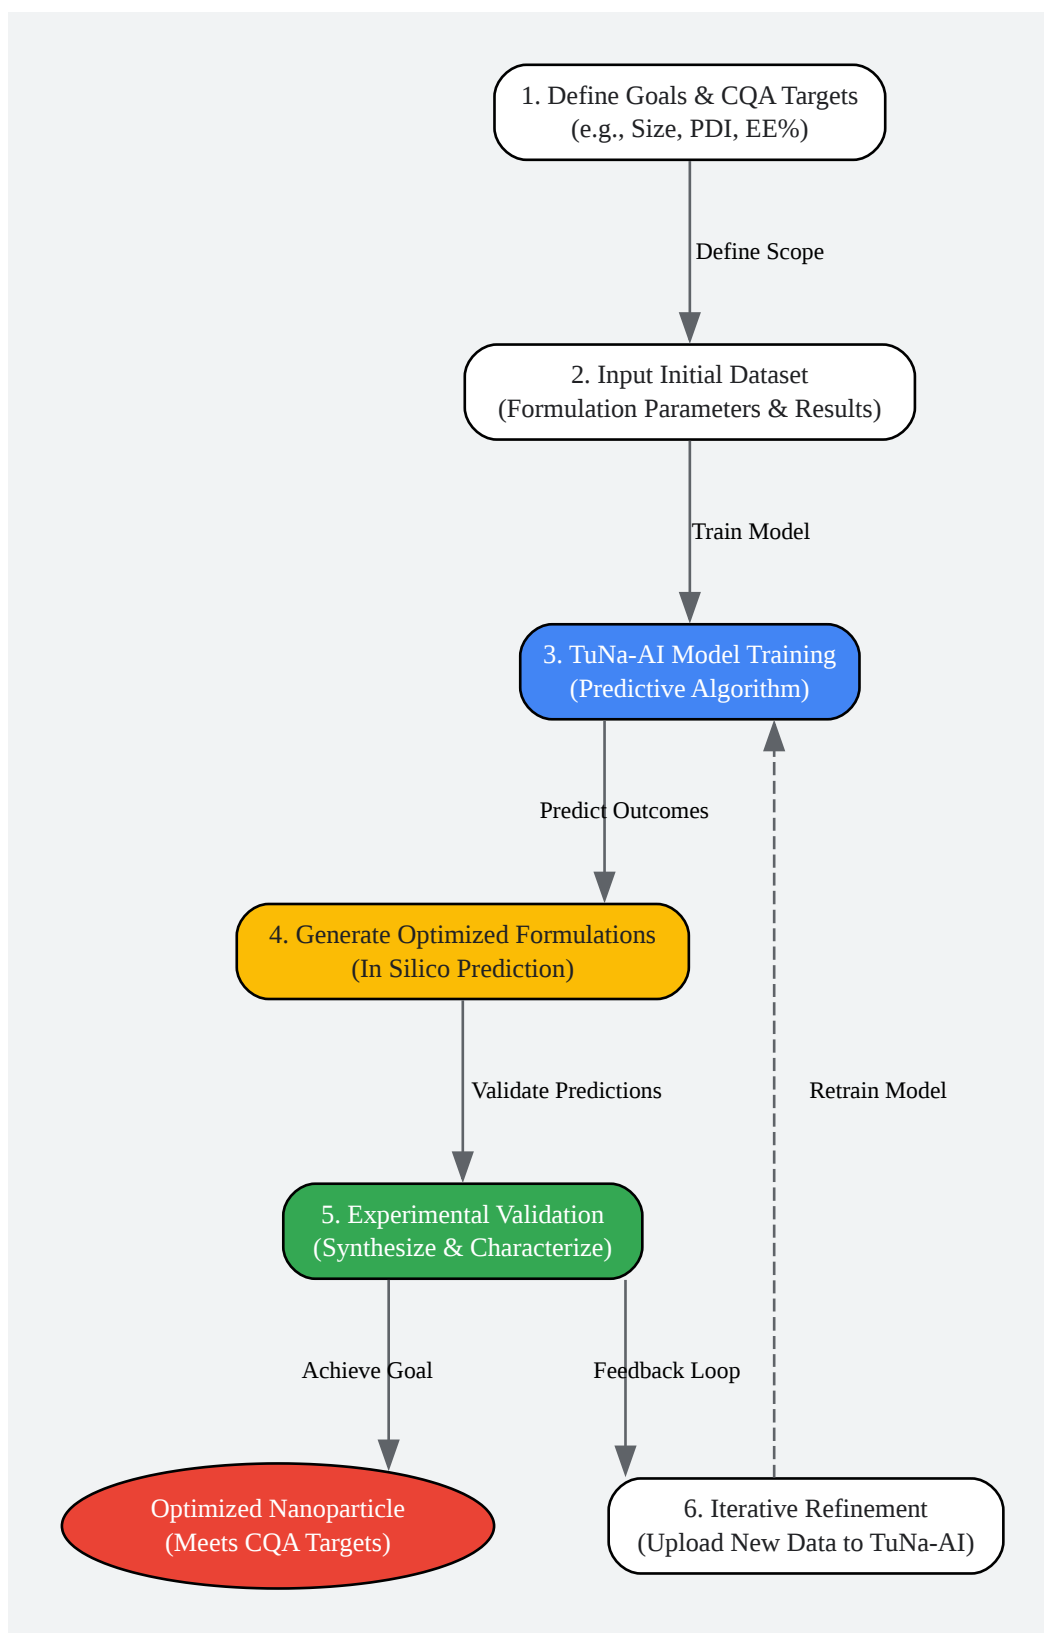 1. Define Goals & CQA Targets
(e.g., Size, PDI, EE%)
Define Scope
2. Input Initial Dataset
(Formulation Parameters & Results)
Train Model
3. TuNa-AI Model Training
(Predictive Algorithm)
Predict Outcomes
4. Generate Optimized Formulations
(In Silico Prediction)
Validate Predictions
Retrain Model
5. Experimental Validation
(Synthesize & Characterize)
Achieve Goal
Feedback Loop
Optimized Nanoparticle
(Meets CQA Targets)
6. Iterative Refinement
(Upload New Data to TuNa-AI)